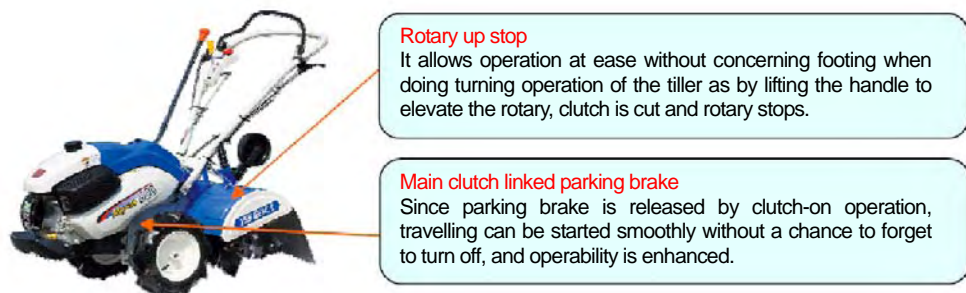 Rotary up stop
It allows operation at ease without concerning footing when
doing turning operation of the tiller as by lifting the handle to
elevate the rotary, clutch is cut and rotary stops.
Main clutch linked parking brake
Since parking brake is released by clutch-on operation,
travelling can be started smoothly without a chance to forget
to turn off, and operability is enhanced.